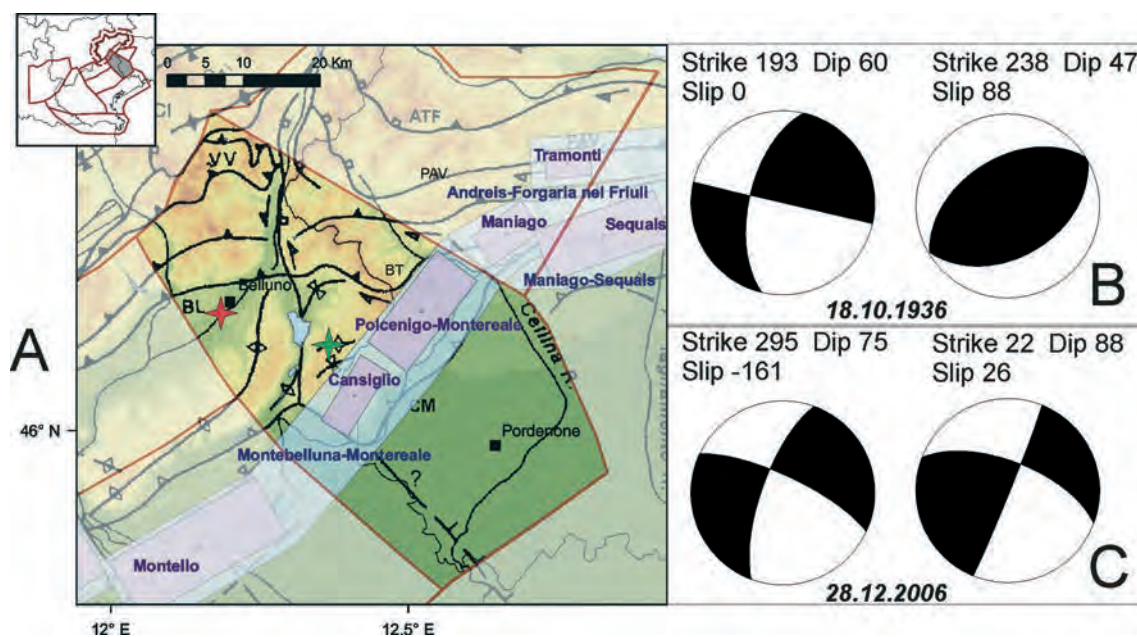 0 5 10 20 Km
ATF
PAV
VV
Tramonti
Andreis-Forgaria nel Friuli
Maniago
Sequals
Maniago-Sequals
BT
Belluno
BL
Polcenigo-Montereale
Cellina R.
Cansiglio
CM
Pordenone
Montebelluna-Montereale
?
Montello
A
46° N
12° E
12.5° E
Strike 193 Dip 60
Slip 0
Strike 238 Dip 47
Slip 88
18.10.1936
B
Strike 295 Dip 75
Slip -161
Strike 22 Dip 88
Slip 26
28.12.2006
C